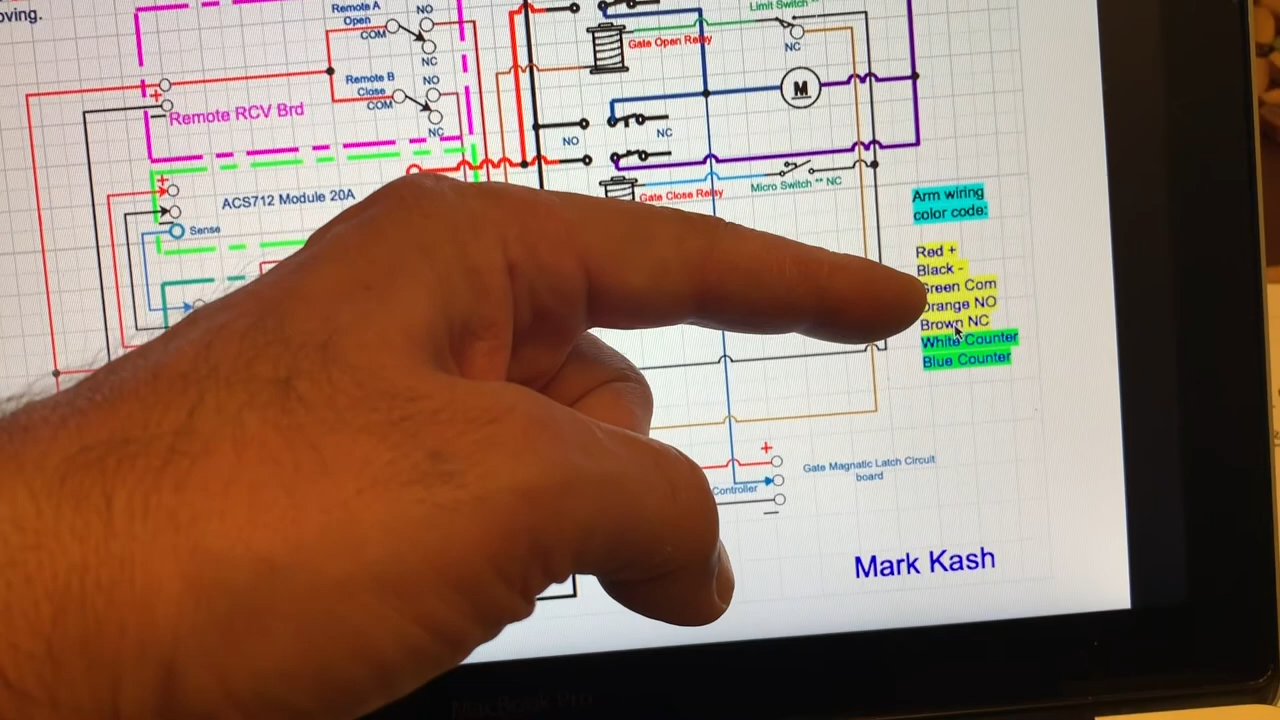 oving.
Remote A
Open
COM
NO
NC
Remote B
Close
COM
NO
NC
+
Remote RCV Brd
+
ACS712 Module 20A
Sense
Limit Switch **
Gate Open Relay
NC
M
NO
NC
Gate Close Relay
Micro Switch ** NC
Arm wiring
color code:
Red +
Black -
Green Com
Orange NO
Brown NC
White Counter
Blue Counter
+
Controller
Gate Magnatic Latch Circuit
board
Mark Kash
MacBook Pro